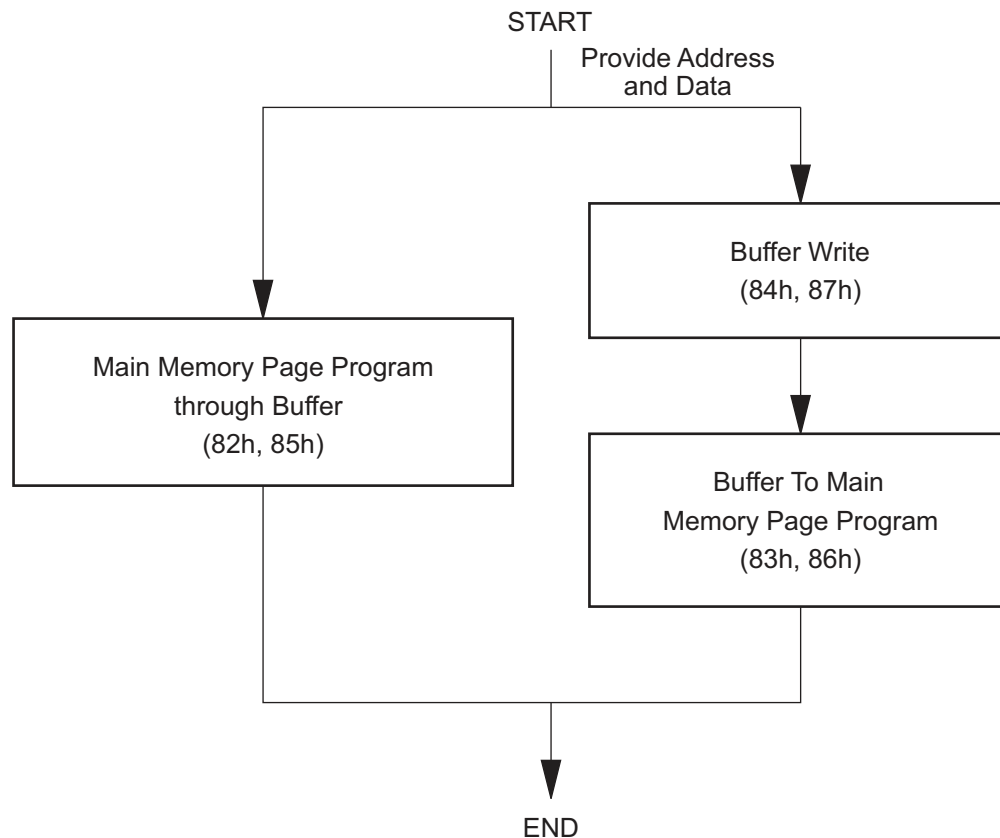 START
Provide Address
and Data
Buffer Write
(84h, 87h)
Main Memory Page Program
through Buffer
(82h, 85h)
Buffer To Main
Memory Page Program
(83h, 86h)
END